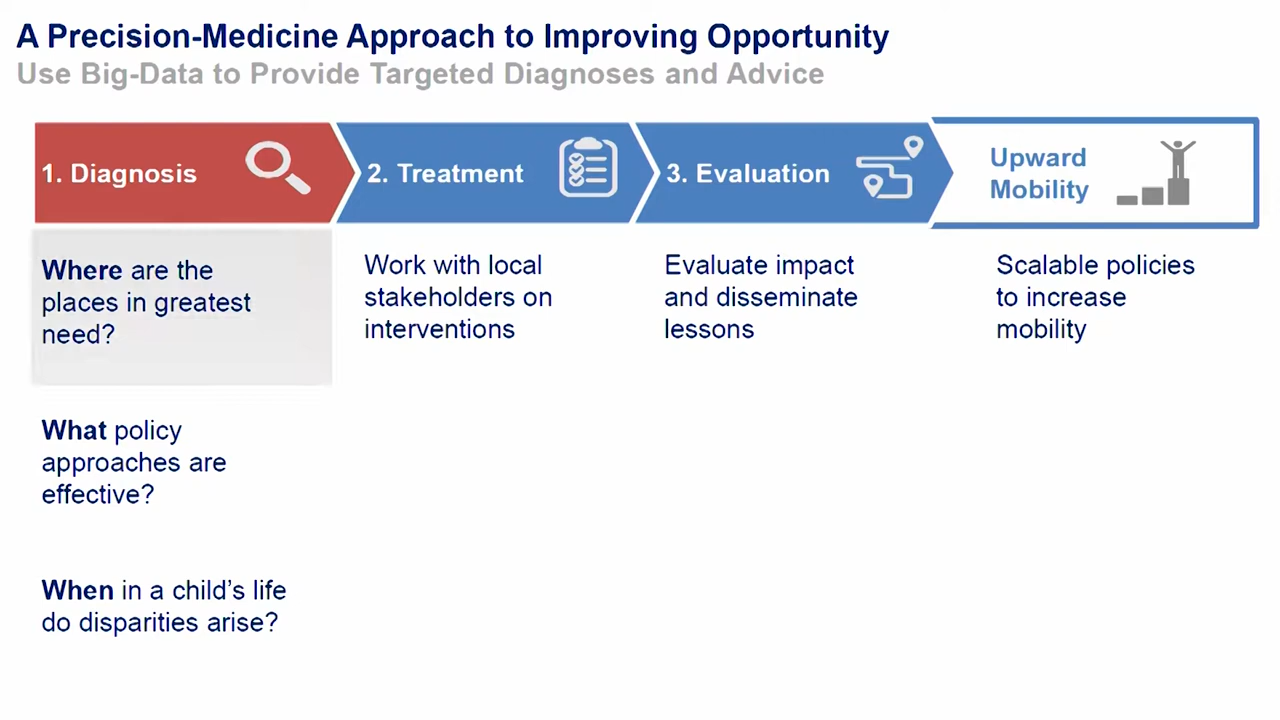 A Precision-Medicine Approach to Improving Opportunity
Use Big-Data to Provide Targeted Diagnoses and Advice
1. Diagnosis
2. Treatment
3. Evaluation
Upward
Mobility
Where are the
places in greatest
need?
What policy
approaches are
effective?
When in a child’s life
do disparities arise?
Work with local
stakeholders on
interventions
Evaluate impact
and disseminate
lessons
Scalable policies
to increase
mobility